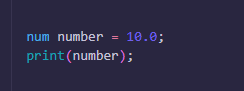 num number = 10.0;
print(number);